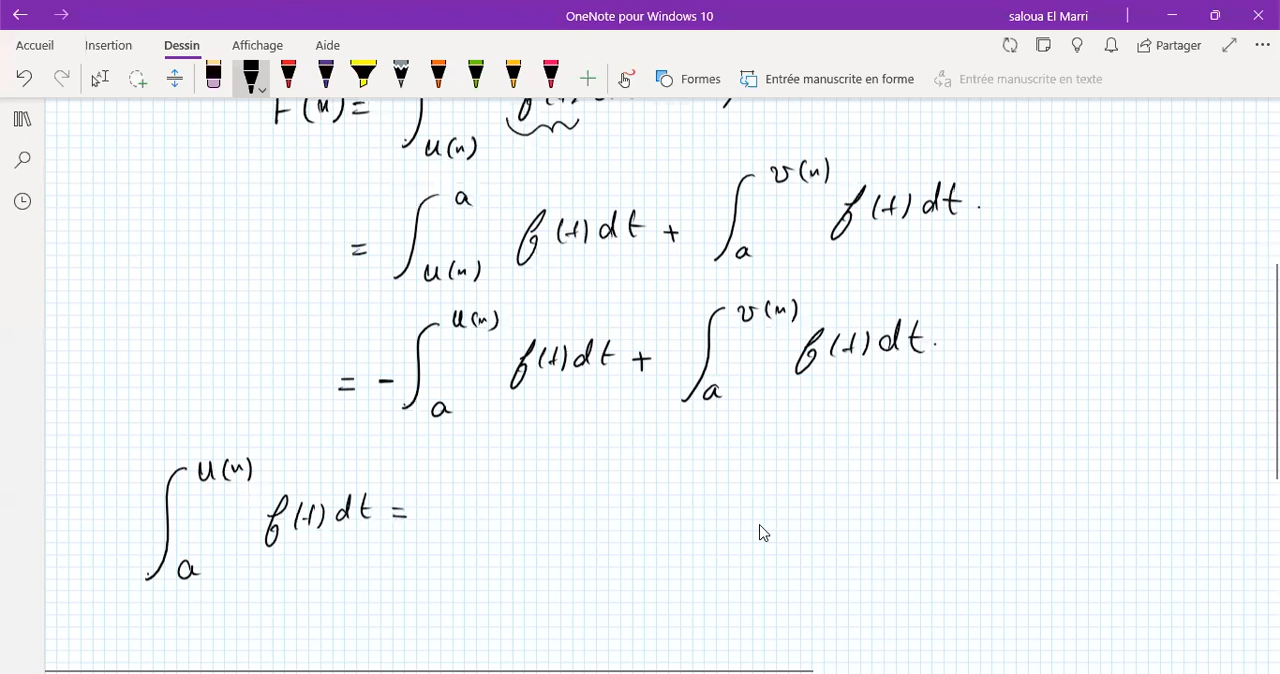 OneNote pour Windows 10
saloua El Marri
Accueil Insertion Dessin Affichage Aide
Partager
Formes Entrée manuscrite en forme Entrée manuscrite en texte
F(x) = ∫_{u(x)} f(t)
= ∫_{u(x)}^{a} f(t) dt + ∫_{a}^{v(x)} f(t) dt.
= - ∫_{a}^{u(x)} f(t) dt + ∫_{a}^{v(x)} f(t) dt.
∫_{a}^{u(x)} f(t) dt =